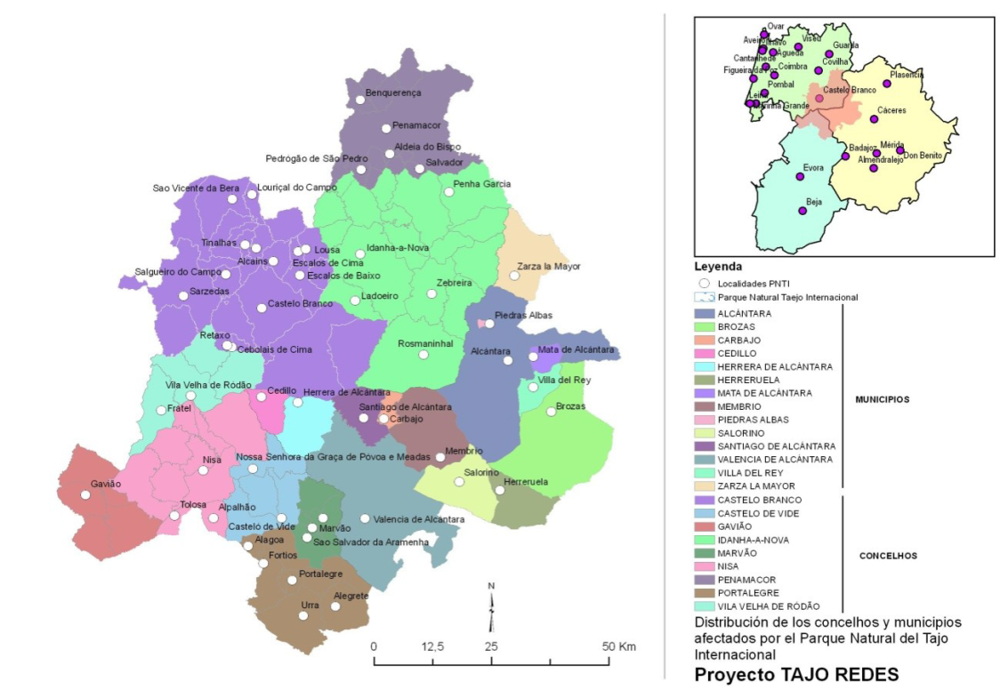 Benquerença
Penamacor
Aldeia do Bispo
Pedrógão de São Pedro
Salvador
Penha Garcia
Sao Vicente da Bera
Louriçal do Campo
Tinalhas
Lousa
Idanha-a-Nova
Alcains
Escalos de Cima
Salgueiro do Campo
Escalos de Baixo
Zarza la Mayor
Sarzedas
Zebreira
Ladoeiro
Castelo Branco
Piedras Albas
Retaxo
Cebolais de Cima
Rosmaninhal
Alcántara
Mata de Alcántara
Vila Velha de Ródão
Cedillo
Herrera de Alcántara
Villa del Rey
Fratel
Santiago de Alcántara
Carbajo
Brozas
Nisa
Nossa Senhora da Graça de Póvoa e Meadas
Membrio
Gavião
Salorino
Herreruela
Tolosa
Alpalhão
Castelo de Vide
Marvão
Valencia de Alcántara
Alagoa
Sao Salvador da Aramenha
Fortios
Portalegre
Urra
Alegrete
N
0 12,5 25 50 Km
Ovar
Aveiro
Ilhavo
Viseu
Agueda
Guarda
Cantanhede
Coimbra
Covilha
Figueira da Foz
Plasencia
Pombal
Castelo Branco
Leiria
Marinha Grande
Cáceres
Badajoz
Mérida
Don Benito
Almendralejo
Evora
Beja
Leyenda
Localidades PNTI
Parque Natural Taejo Internacional
ALCÁNTARA
BROZAS
CARBAJO
CEDILLO
HERRERA DE ALCÁNTARA
HERRERUELA
MATA DE ALCÁNTARA
MEMBRIO
PIEDRAS ALBAS
SALORINO
SANTIAGO DE ALCÁNTARA
VALENCIA DE ALCÁNTARA
VILLA DEL REY
ZARZA LA MAYOR
MUNICIPIOS
CASTELO BRANCO
CASTELO DE VIDE
GAVIÃO
IDANHA-A-NOVA
MARVÃO
NISA
PENAMACOR
PORTALEGRE
VILA VELHA DE RÓDÃO
CONCELHOS
Distribución de los concelhos y municipios
afectados por el Parque Natural del Tajo
Internacional
Proyecto TAJO REDES